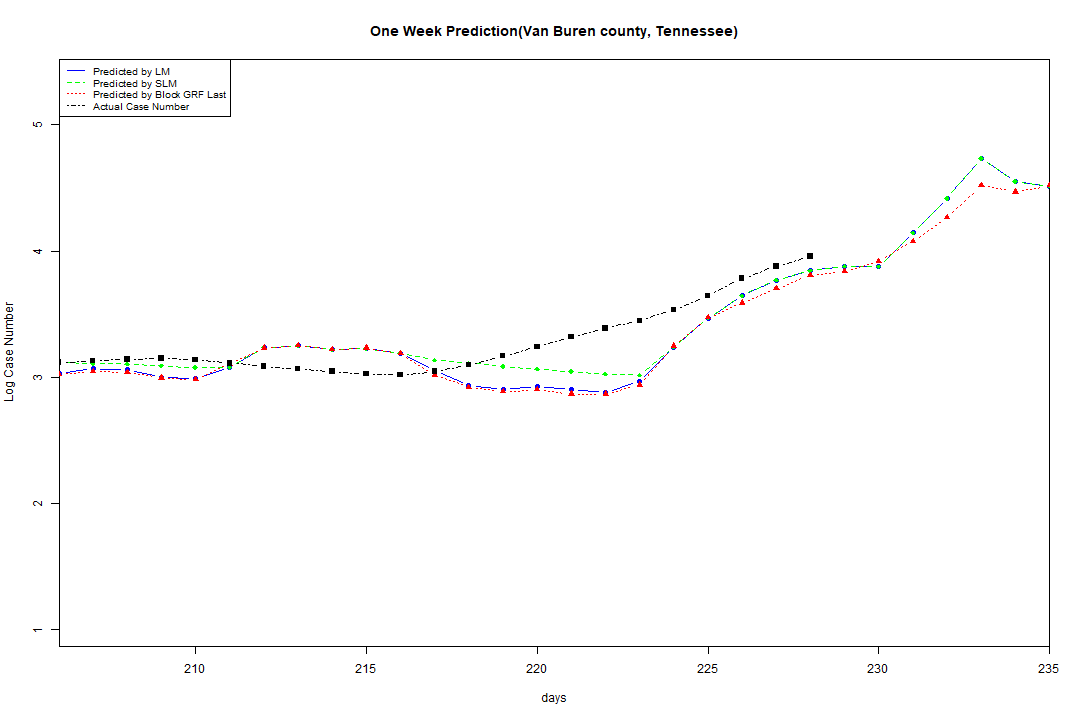 One Week Prediction(Van Buren county, Tennessee)
Predicted by LM
Predicted by SLM
Predicted by Block GRF Last
Actual Case Number
5
4
3
2
1
Log Case Number
210 215 220 225 230 235
days